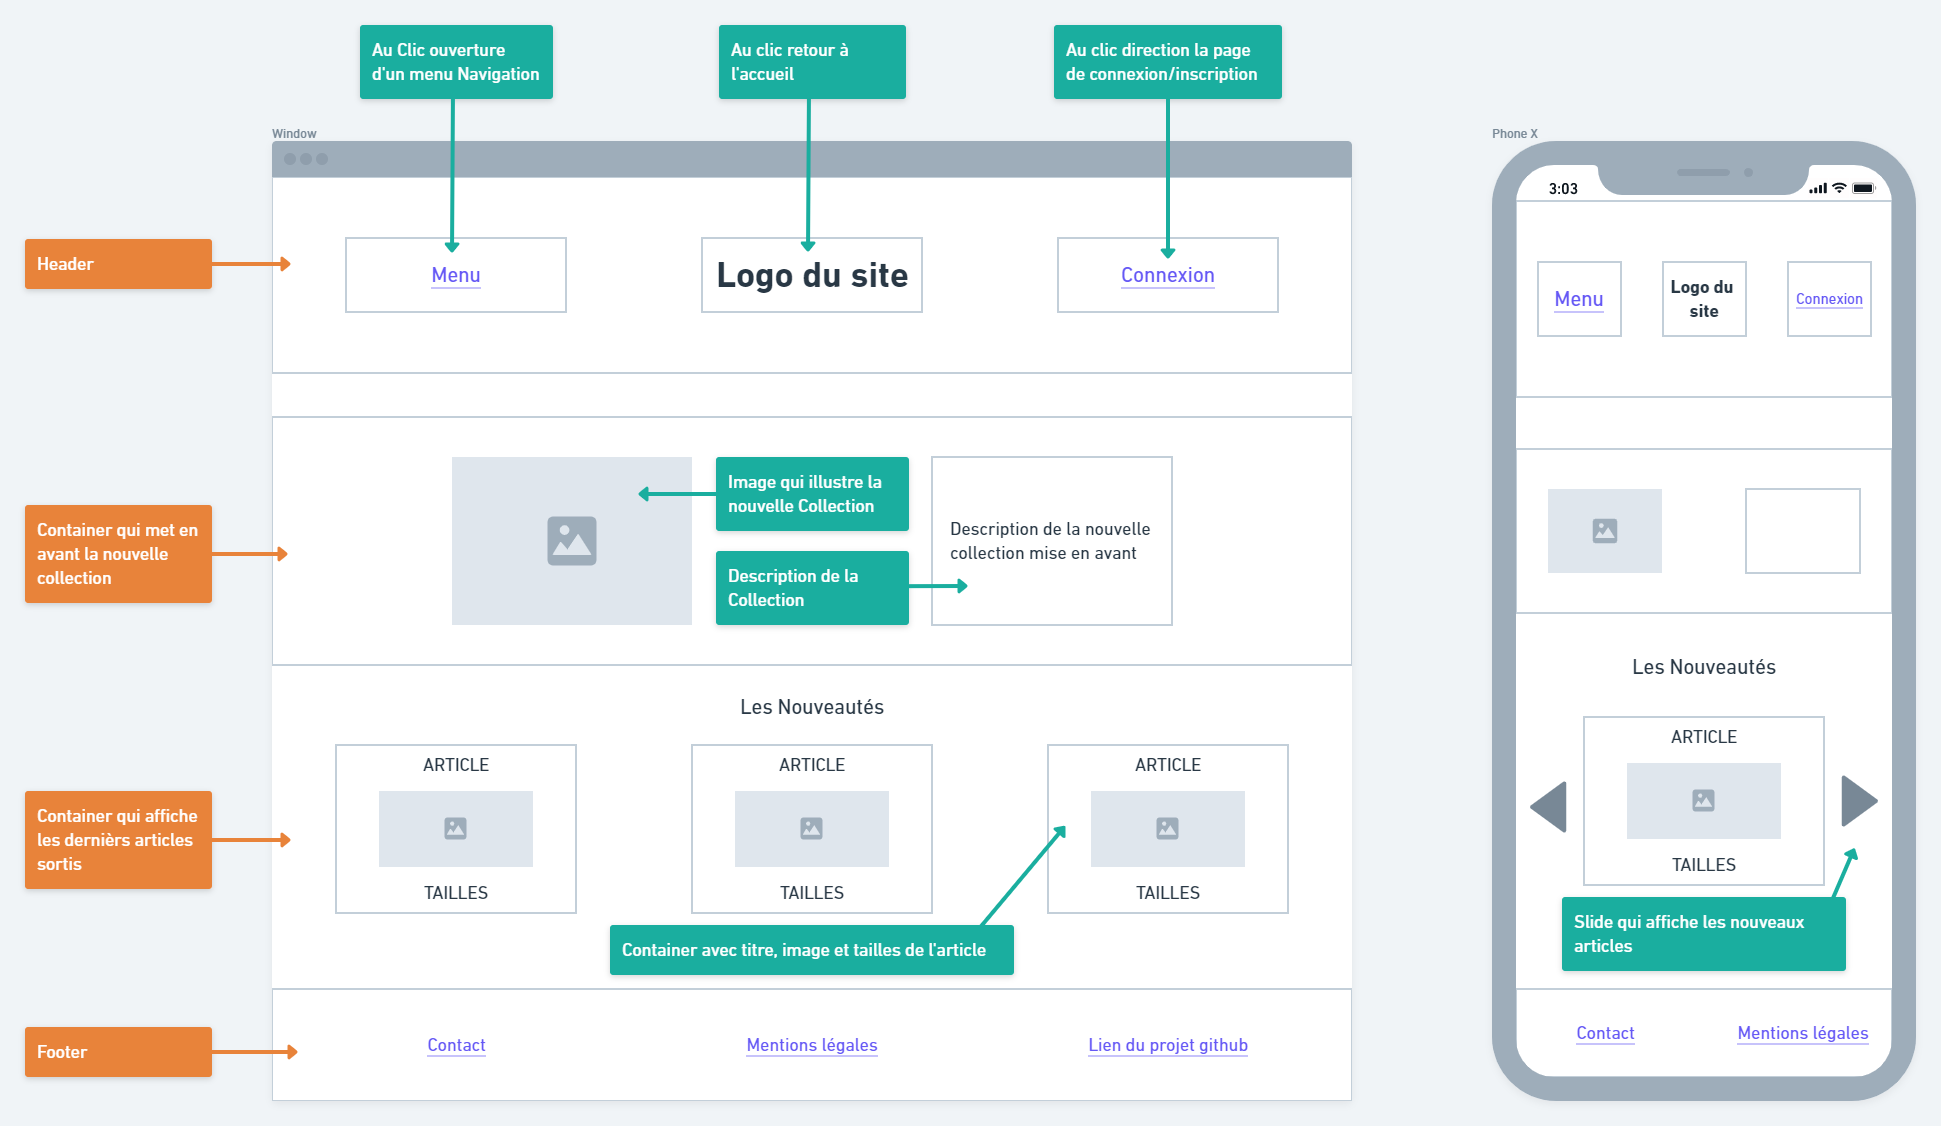 Au Clic ouverture
d'un menu Navigation
Au clic retour à
l'accueil
Au clic direction la page
de connexion/inscription
Window
Header
Menu
Logo du site
Connexion
Container qui met en
avant la nouvelle
collection
Image qui illustre la
nouvelle Collection
Description de la
Collection
Description de la nouvelle
collection mise en avant
Les Nouveautés
Container qui affiche
les dernièrs articles
sortis
ARTICLE
TAILLES
ARTICLE
TAILLES
ARTICLE
TAILLES
Container avec titre, image et tailles de l'article
Footer
Contact
Mentions légales
Lien du projet github
Phone X
3:03
Menu
Logo du
site
Connexion
Les Nouveautés
ARTICLE
TAILLES
Slide qui affiche les nouveaux
articles
Contact
Mentions légales